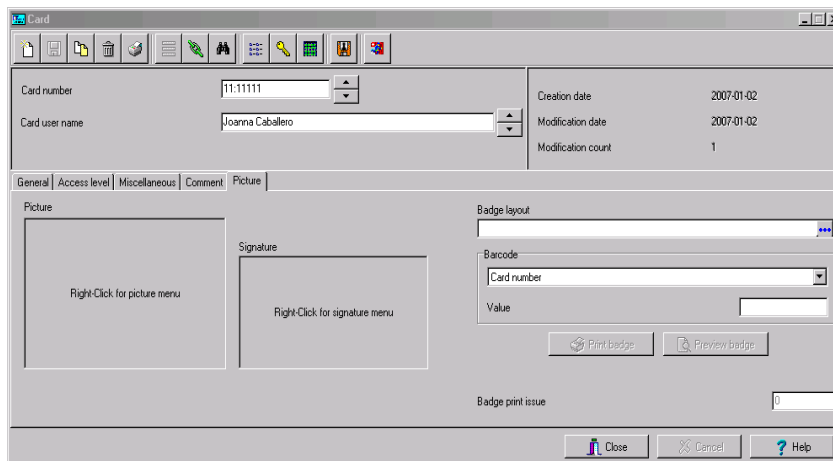 Card
Card number 11:11111
Card user name Joanna Caballero
Creation date 2007-01-02
Modification date 2007-01-02
Modification count 1
General Access level Miscellaneous Comment Picture
Picture
Right-Click for picture menu
Signature
Right-Click for signature menu
Badge layout
Barcode
Card number
Value
Print badge Preview badge
Badge print issue 0
Close Cancel Help